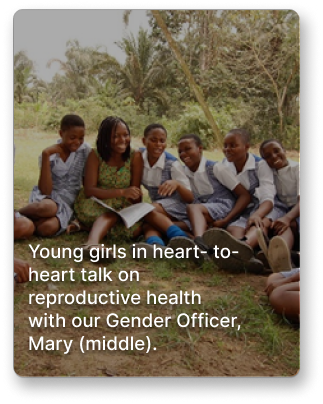 Young girls in heart- to-
heart talk on
reproductive health
with our Gender Officer,
Mary (middle).